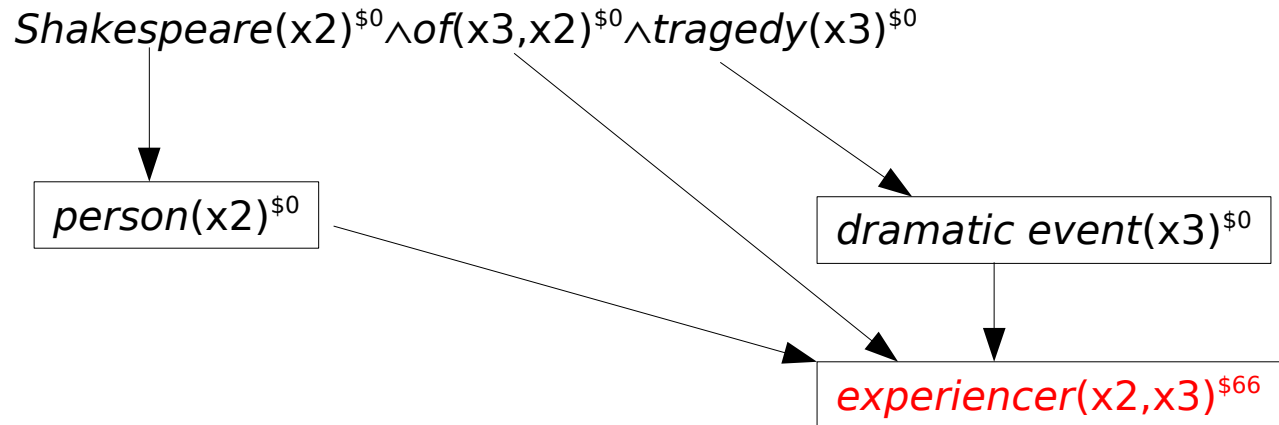 Shakespeare(x2)$0∧of(x3,x2)$0∧tragedy(x3)$0
person(x2)$0
dramatic event(x3)$0
experiencer(x2,x3)$66